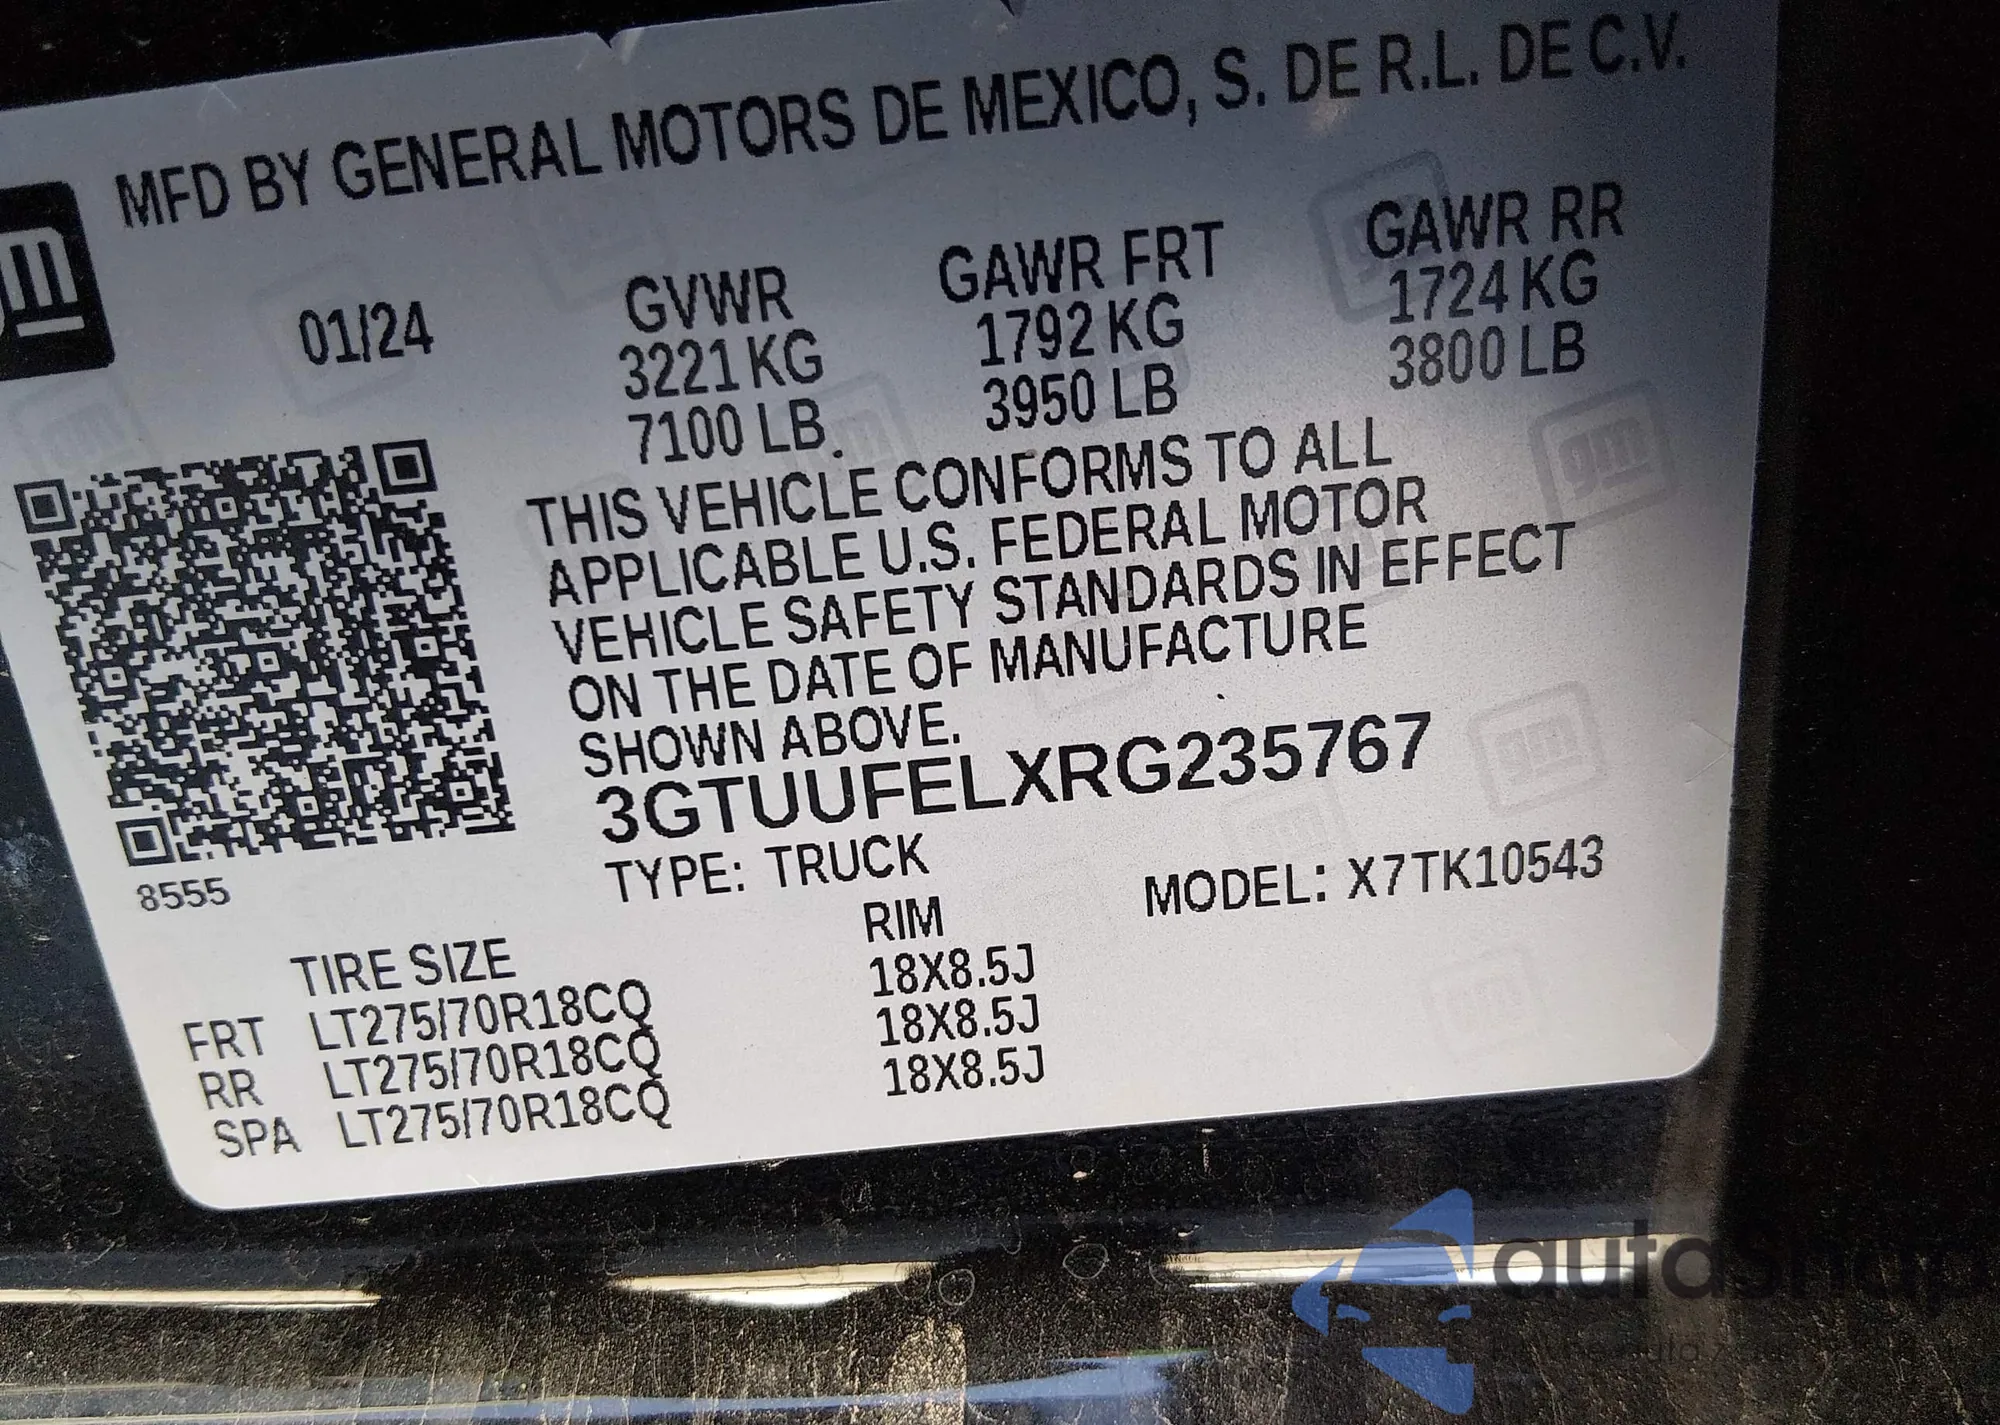 MFD BY GENERAL MOTORS DE MEXICO, S. DE R.L. DE C.V.
gm
01/24
GVWR
3221 KG
7100 LB
GAWR FRT
1792 KG
3950 LB
GAWR RR
1724 KG
3800 LB
THIS VEHICLE CONFORMS TO ALL
APPLICABLE U.S. FEDERAL MOTOR
VEHICLE SAFETY STANDARDS IN EFFECT
ON THE DATE OF MANUFACTURE
SHOWN ABOVE.
3GTUUFELXRG235767
TYPE: TRUCK
MODEL: X7TK10543
8555
TIRE SIZE RIM
FRT LT275/70R18CQ 18X8.5J
RR LT275/70R18CQ 18X8.5J
SPA LT275/70R18CQ 18X8.5J
autasnap